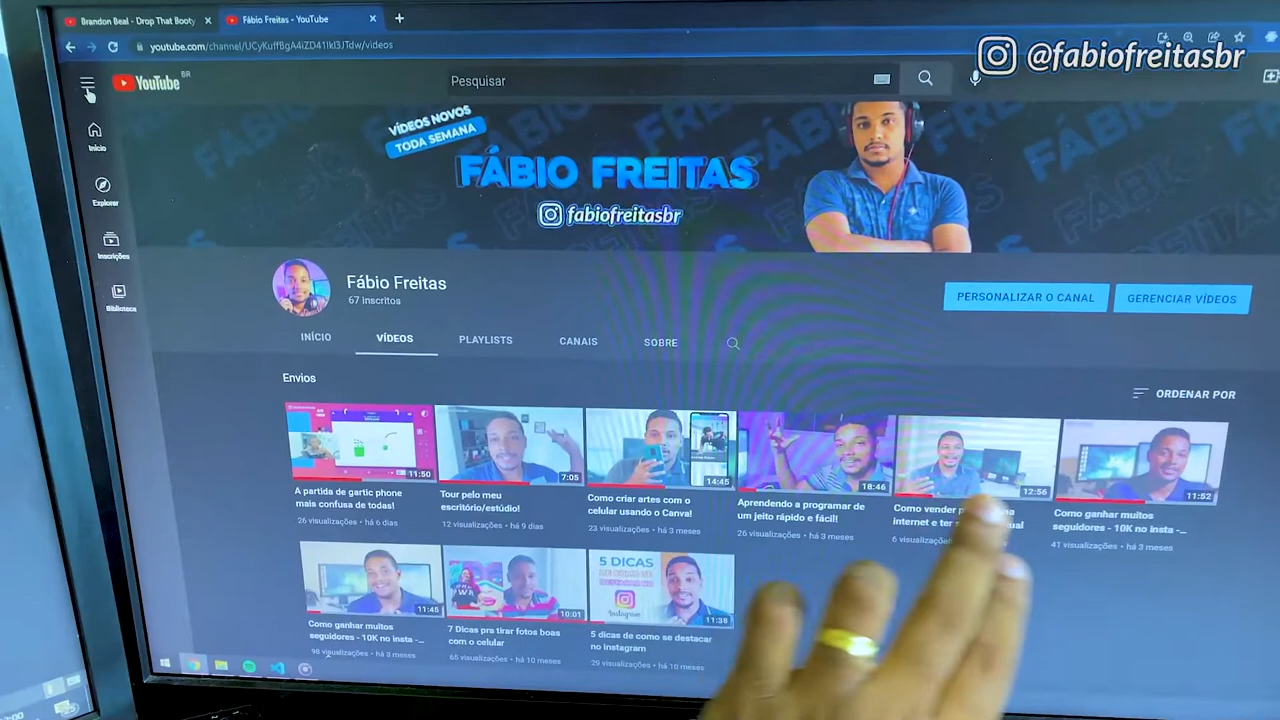 Brandon Beal - Drop That Booty
Fábio Freitas - YouTube
youtube.com/channel/UCyKuffBgA4iZD41IkI3JTdw/videos
@fabiofreitasbr
YouTube BR
Pesquisar
VÍDEOS NOVOS
TODA SEMANA
FÁBIO FREITAS
fabiofreitasbr
Início
Explorar
Inscrições
Biblioteca
Fábio Freitas
67 inscritos
PERSONALIZAR O CANAL
GERENCIAR VÍDEOS
INÍCIO
VÍDEOS
PLAYLISTS
CANAIS
SOBRE
Envios
ORDENAR POR
11:50
7:05
14:45
18:46
12:56
11:52
A partida de gartic phone
mais confusa de todas!
26 visualizações • há 6 dias
Tour pelo meu
escritório/estúdio!
12 visualizações • há 9 dias
Como criar artes com o
celular usando o Canva!
23 visualizações • há 3 meses
Aprendendo a programar de
um jeito rápido e fácil!
26 visualizações • há 3 meses
Como vender
internet e ter
6 visualizações
Como ganhar muitos
seguidores - 10K no insta -...
41 visualizações • há 3 meses
11:45
10:01
5 DICAS
Instagram
11:38
Como ganhar muitos
seguidores - 10K no insta -...
98 visualizações • há 3 meses
7 Dicas pra tirar fotos boas
com o celular
65 visualizações • há 10 meses
5 dicas de como se destacar
no instagram
29 visualizações • há 10 meses